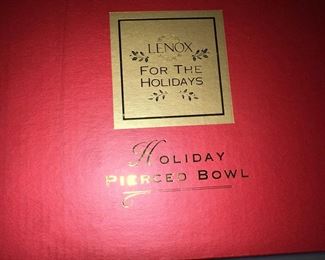 LENOX
FOR THE
HOLIDAYS
HOLIDAY
PIERCED BOWL